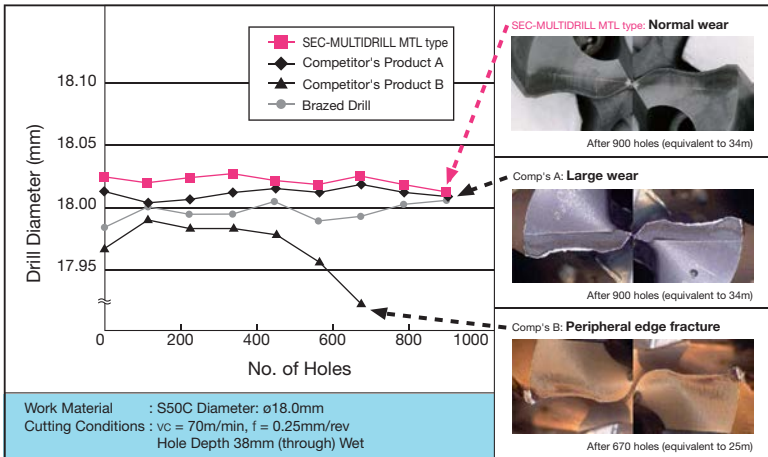 SEC-MULTIDRILL MTL type
Competitor's Product A
Competitor's Product B
Brazed Drill
Drill Diameter (mm)
18.10
18.05
18.00
17.95
0
200
400
600
800
1000
No. of Holes
Work Material : S50C Diameter: ø18.0mm
Cutting Conditions : vc = 70m/min, f = 0.25mm/rev
Hole Depth 38mm (through) Wet
SEC-MULTIDRILL MTL type: Normal wear
After 900 holes (equivalent to 34m)
Comp's A: Large wear
After 900 holes (equivalent to 34m)
Comp's B: Peripheral edge fracture
After 670 holes (equivalent to 25m)